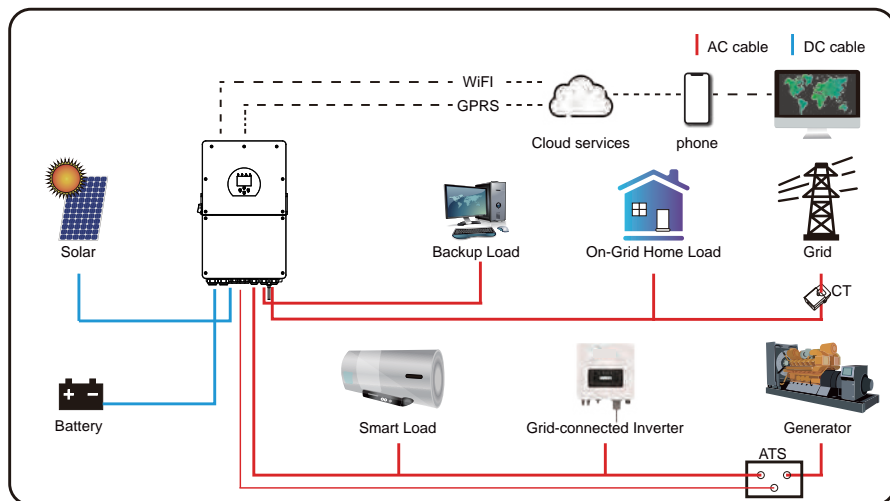 AC cable
DC cable
WiFI
GPRS
Cloud services
phone
Solar
Backup Load
On-Grid Home Load
Grid
CT
Battery
Smart Load
Grid-connected Inverter
Generator
ATS